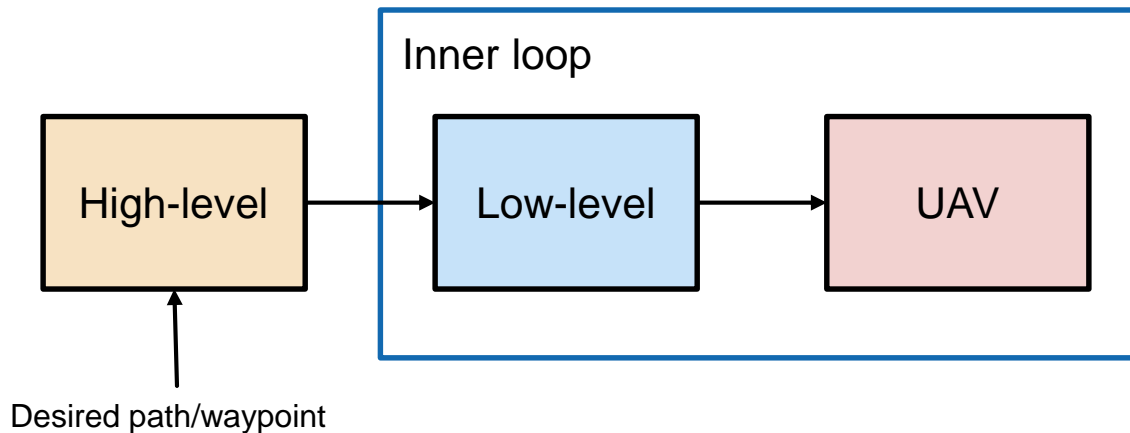 Inner loop
High-level
Low-level
UAV
Desired path/waypoint